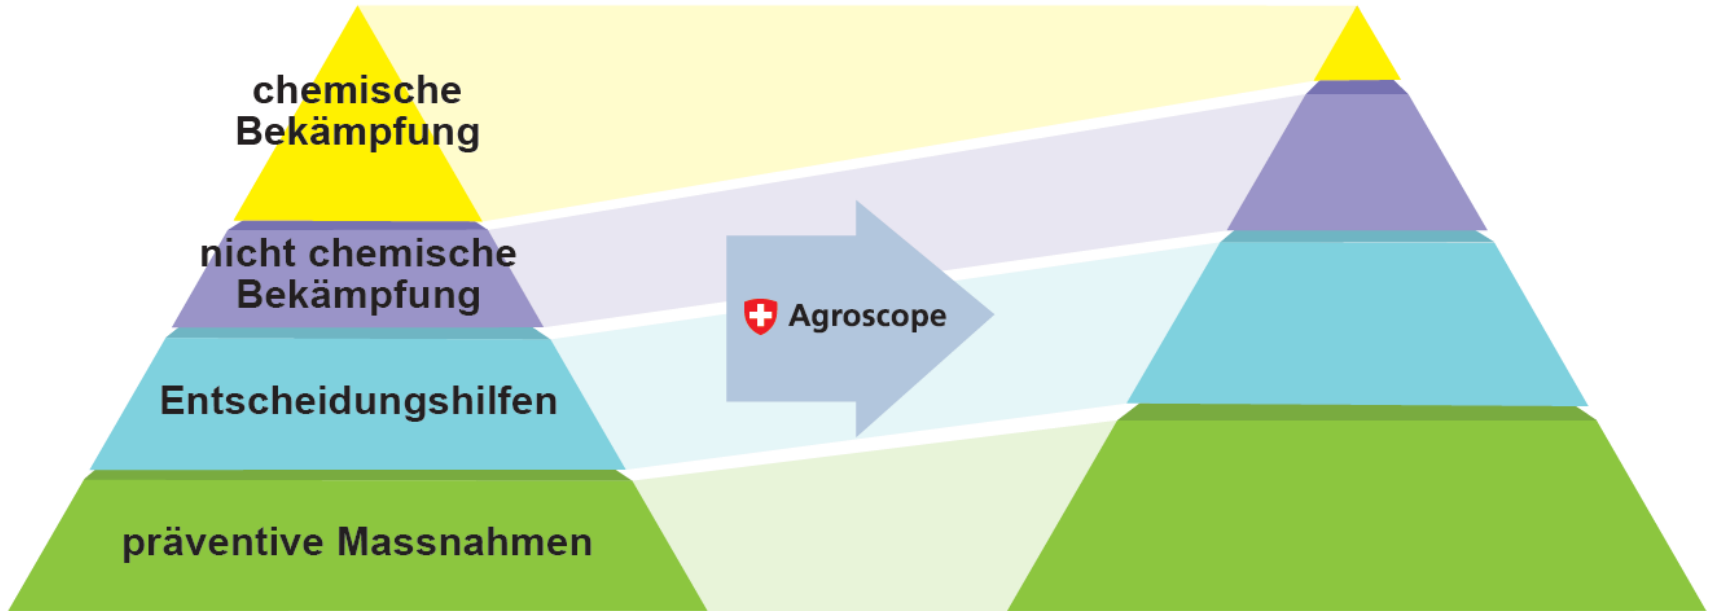 chemische
Bekämpfung
nicht chemische
Bekämpfung
Entscheidungshilfen
präventive Massnahmen
Agroscope